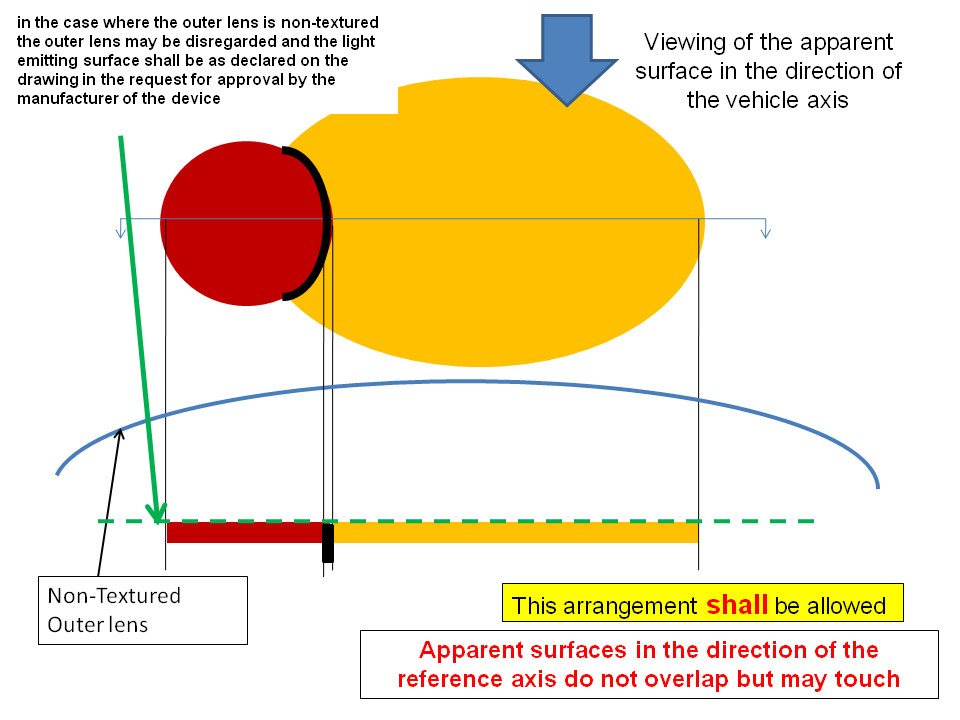 in the case where the outer lens is non-textured
the outer lens may be disregarded and the light
emitting surface shall be as declared on the
drawing in the request for approval by the
manufacturer of the device
Viewing of the apparent
surface in the direction of
the vehicle axis
Non-Textured
Outer lens
This arrangement shall be allowed
Apparent surfaces in the direction of the
reference axis do not overlap but may touch